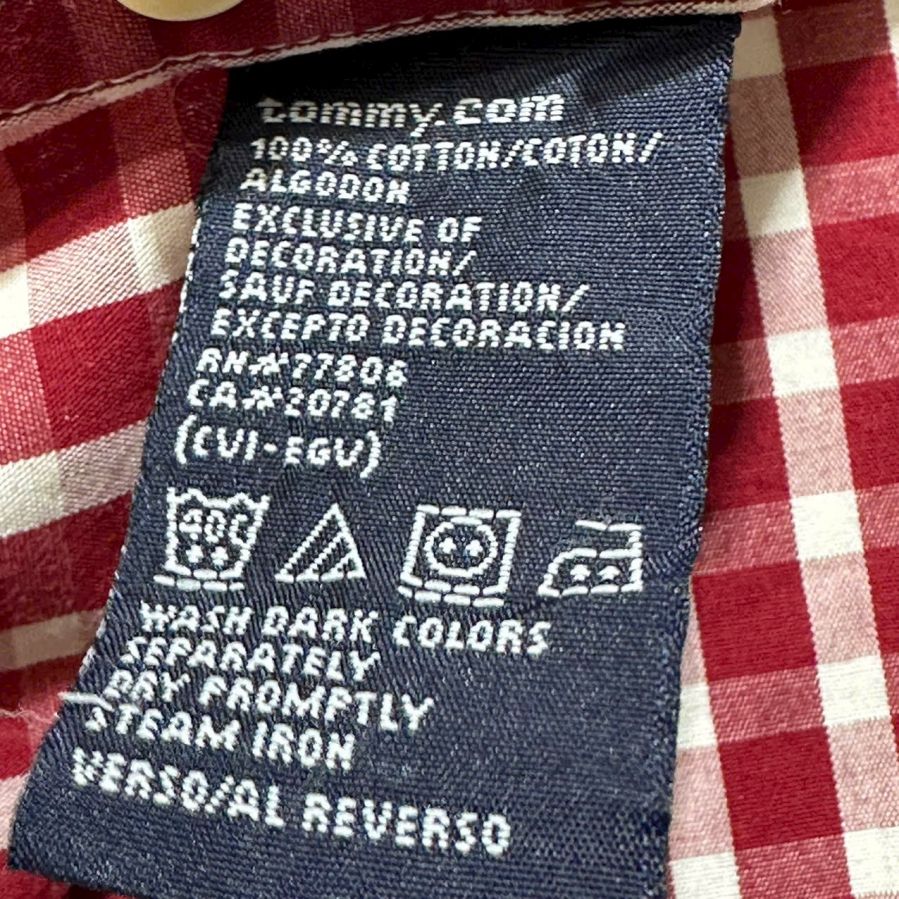 tommy.com
100% COTTON/COTON/
ALGODON
EXCLUSIVE OF
DECORATION/
SAUF DECORATION/
EXCEPTO DECORACION
RN#77806
CA#20781
(CVI-EGV)
40C
WASH DARK COLORS
SEPARATELY
DRY PROMPTLY
STEAM IRON
VERSO/AL REVERSO